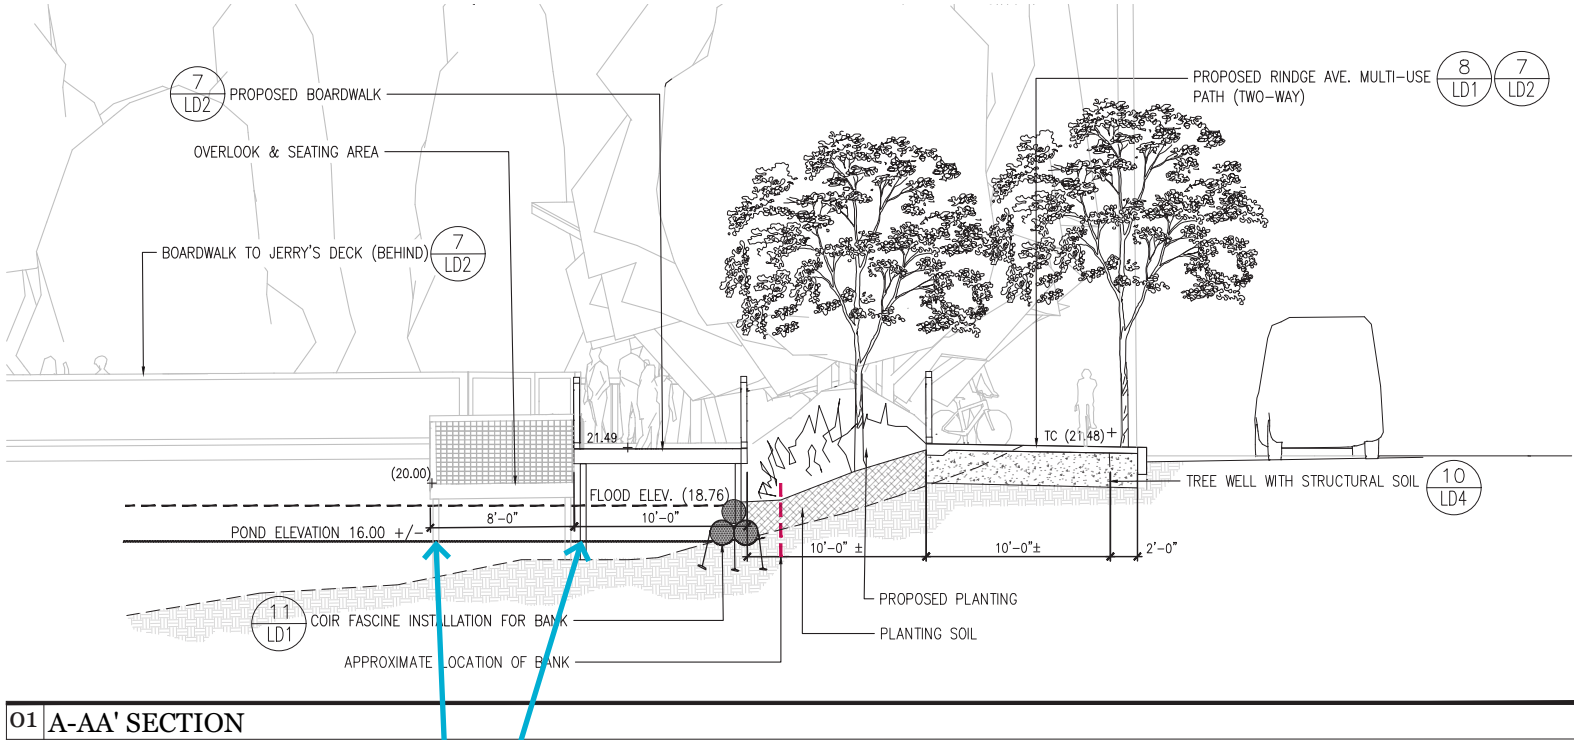 7
LD2
PROPOSED BOARDWALK
OVERLOOK & SEATING AREA
BOARDWALK TO JERRY'S DECK (BEHIND)
7
LD2
PROPOSED RINDGE AVE. MULTI-USE
PATH (TWO-WAY)
8
LD1
7
LD2
21.49
TC (21.48)
(20.00)
FLOOD ELEV. (18.76)
TREE WELL WITH STRUCTURAL SOIL
10
LD4
8'-0"
10'-0"
POND ELEVATION 16.00 +/-
10'-0" ±
10'-0"±
2'-0"
11
LD1
COIR FASCINE INSTALLATION FOR BANK
PROPOSED PLANTING
PLANTING SOIL
APPROXIMATE LOCATION OF BANK
01 A-AA' SECTION